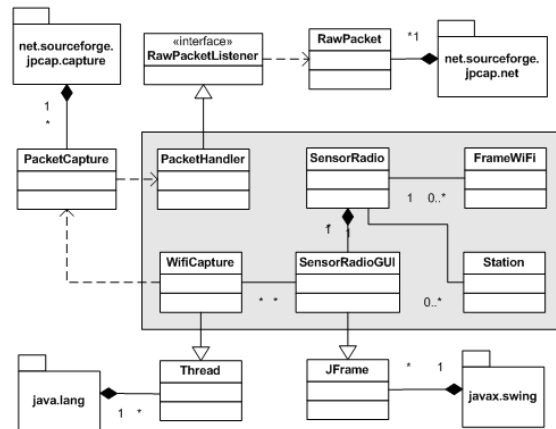 net.sourceforge.
jpcap.capture
«interface»
RawPacketListener
RawPacket
*1
net.sourceforge.
jpcap.net
1
*
PacketCapture
PacketHandler
SensorRadio
FrameWiFi
1 0..*
1
WifiCapture
SensorRadioGUI
Station
* *
0..*
Thread
JFrame
* 1
java.lang
javax.swing
1 *